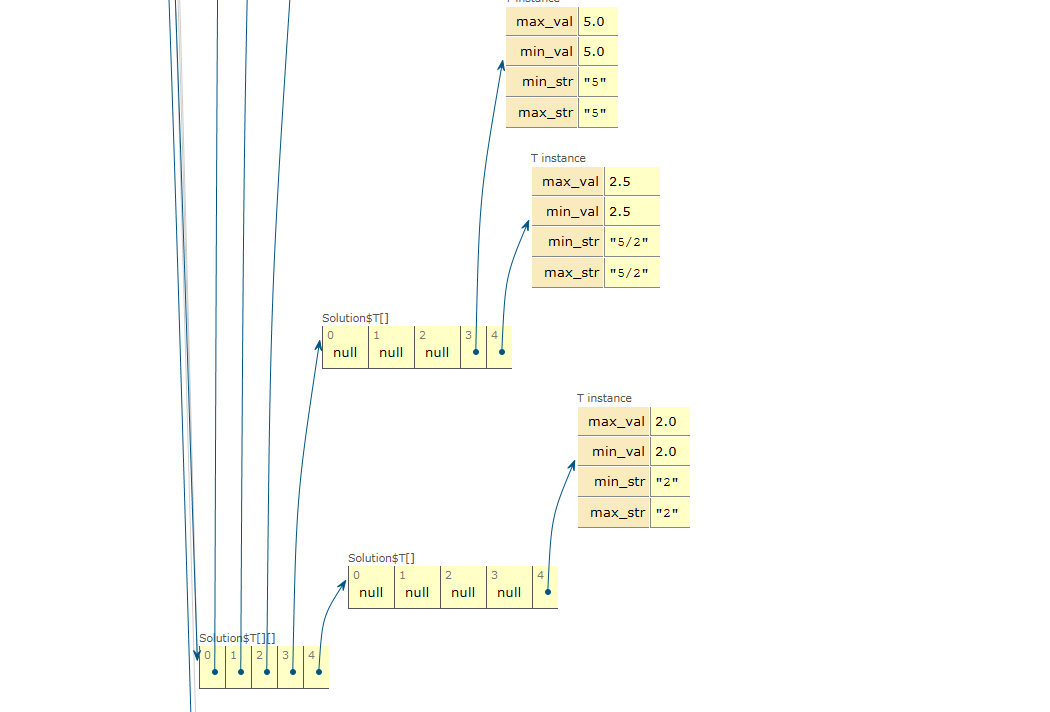 T instance
max_val 5.0
min_val 5.0
min_str "5"
max_str "5"
T instance
max_val 2.5
min_val 2.5
min_str "5/2"
max_str "5/2"
Solution$T[]
0 1 2 3 4
null null null
T instance
max_val 2.0
min_val 2.0
min_str "2"
max_str "2"
Solution$T[]
0 1 2 3 4
null null null null
Solution$T[][]
0 1 2 3 4